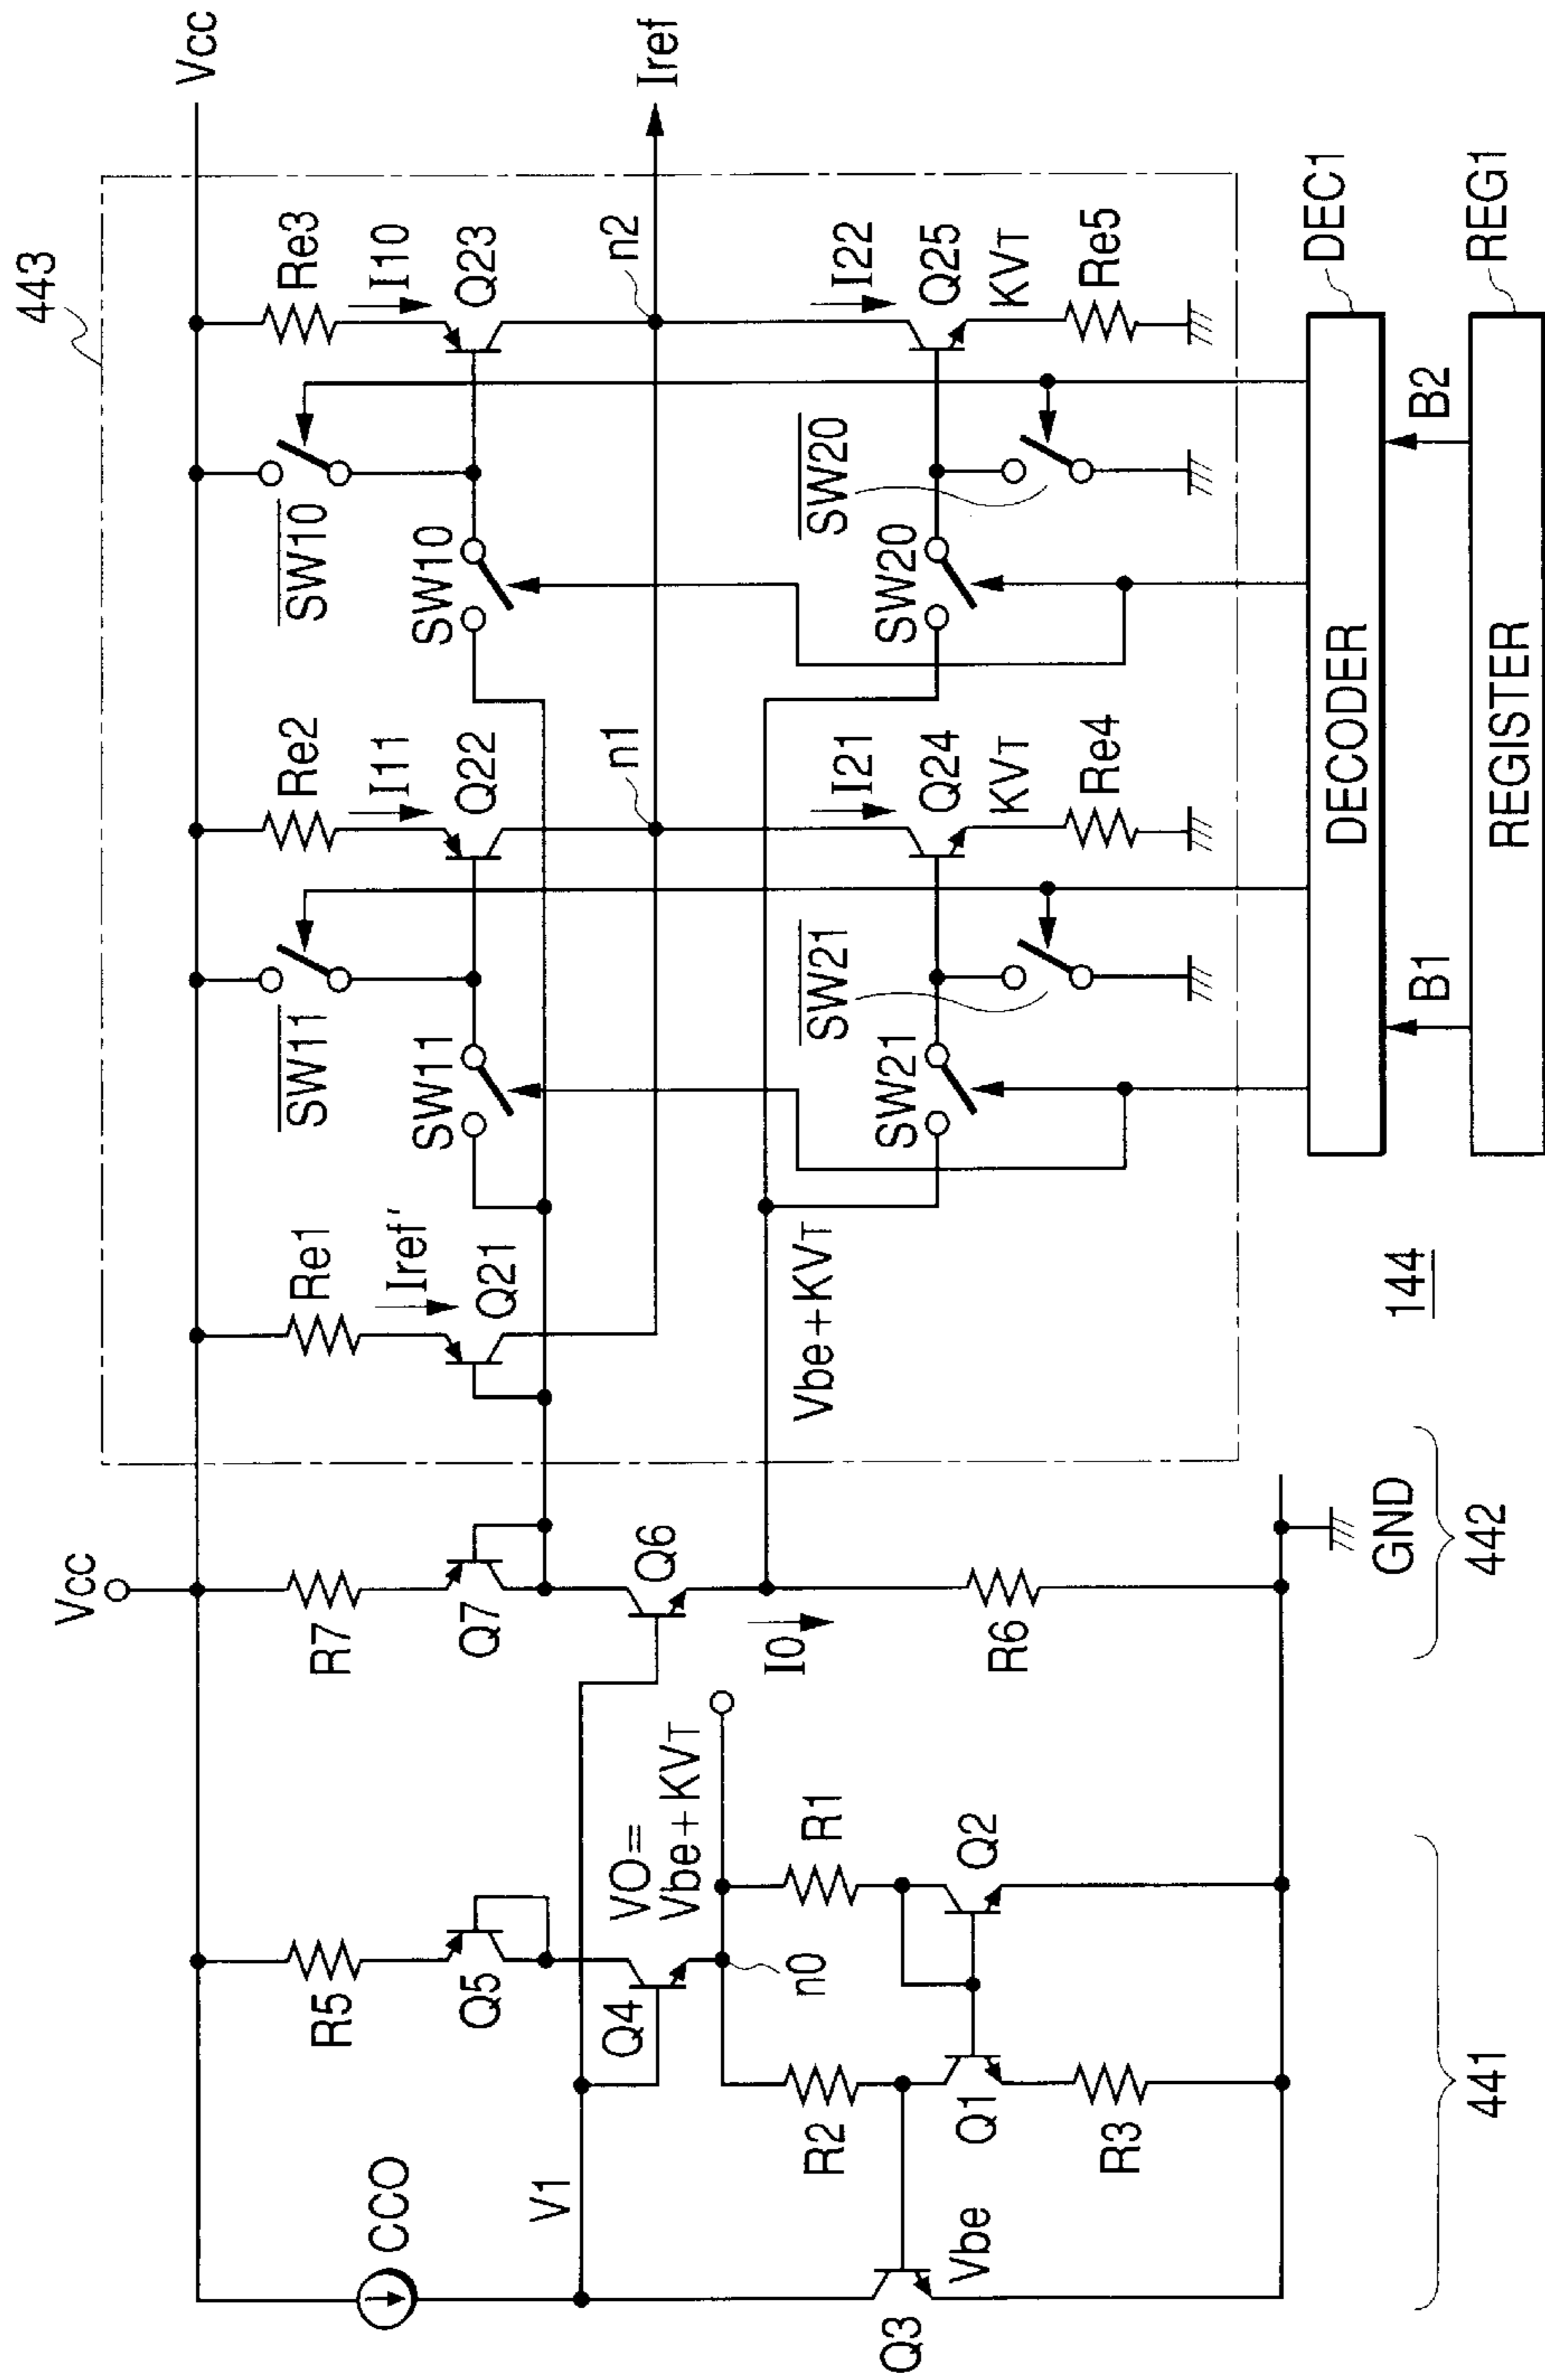 443
Vcc
Vcc
Iref
R7
Q7
Q6
I0
R6
GND
442
R5
Q5
Q4
VO=
Vbe+KVT
n0
R1
Q2
R2
Q1
R3
CCO
V1
Q3
Vbe
441
Re1
Iref'
Q21
Vbe+KVT
SW11
SW11
Re2
I11
Q22
n1
SW21
SW21
I21
Q24
KVT
Re4
SW10
SW10
Re3
I10
Q23
n2
SW20
SW20
I22
Q25
KVT
Re5
144
DECODER
DEC1
B1
B2
REGISTER
REG1